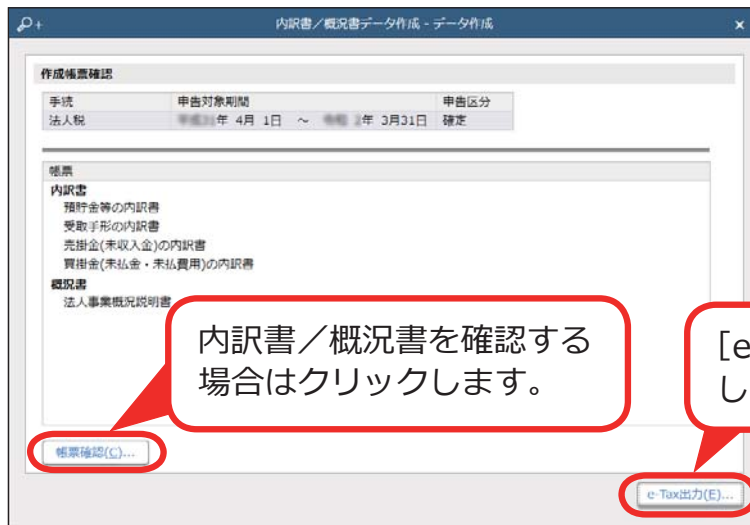 内訳書／概況書データ作成 - データ作成
作成帳票確認
手続 申告対象期間 申告区分
法人税 年 4月 1日 ～ 2年 3月31日 確定
帳票
内訳書
預貯金等の内訳書
受取手形の内訳書
売掛金(未収入金)の内訳書
買掛金(未払金・未払費用)の内訳書
概況書
法人事業概況説明書
内訳書／概況書を確認する
場合はクリックします。
[e
し
帳票確認(C)...
e-Tax出力(E)...